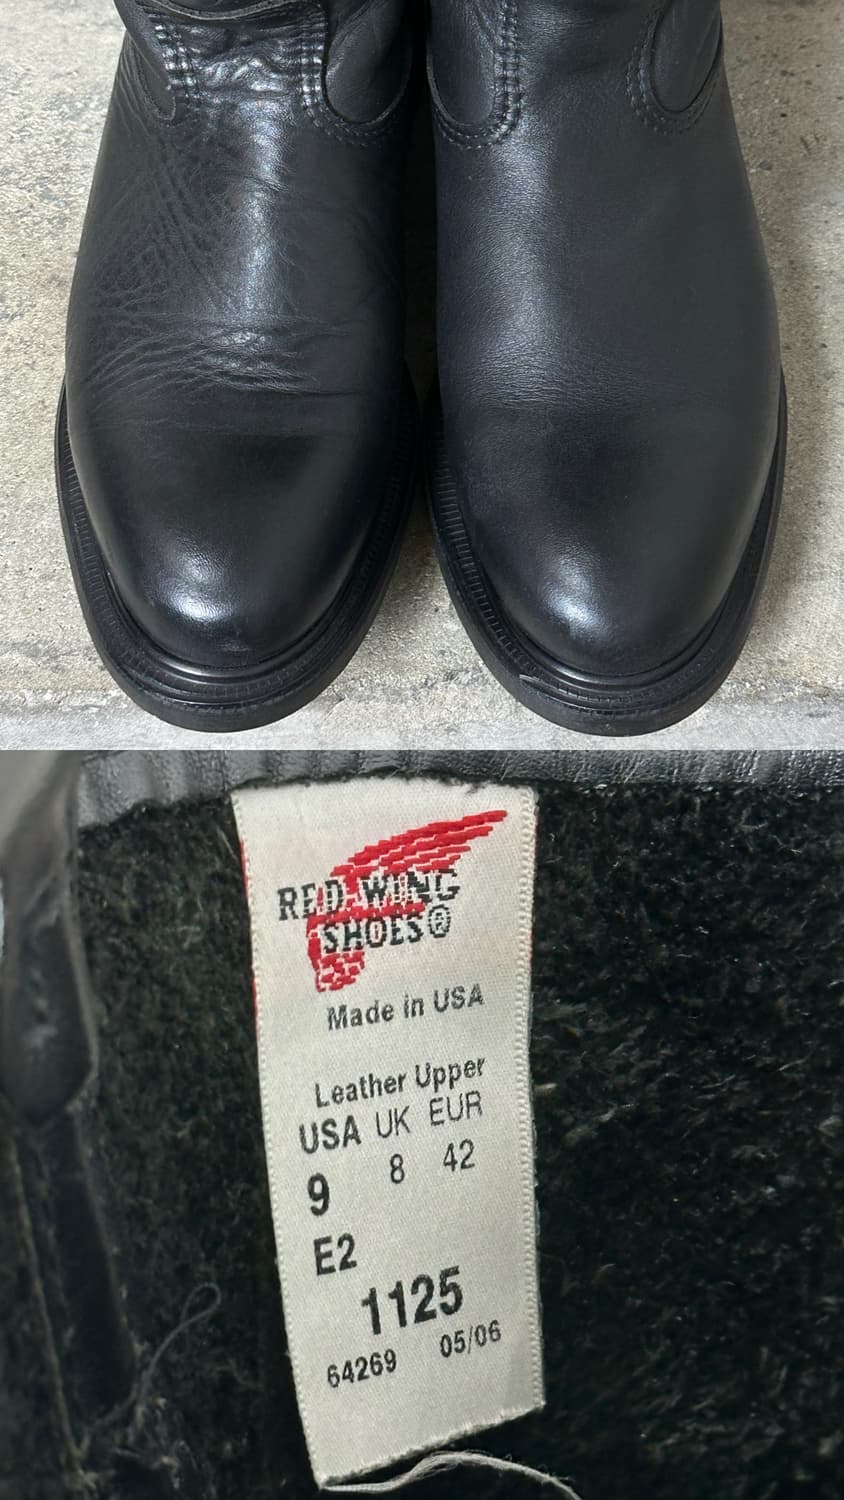 RED WING
SHOES®
Made in USA
Leather Upper
USA UK EUR
9 8 42
E2
1125
64269 05/06